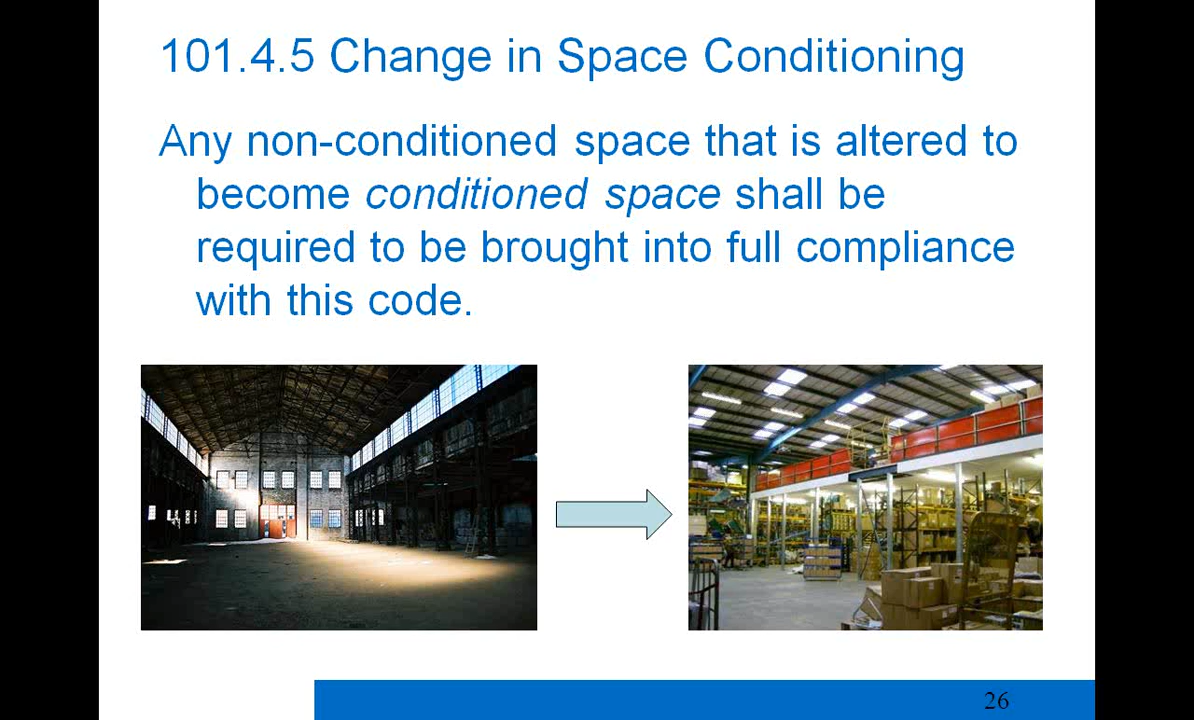 101.4.5 Change in Space Conditioning
Any non-conditioned space that is altered to
become conditioned space shall be
required to be brought into full compliance
with this code.
26